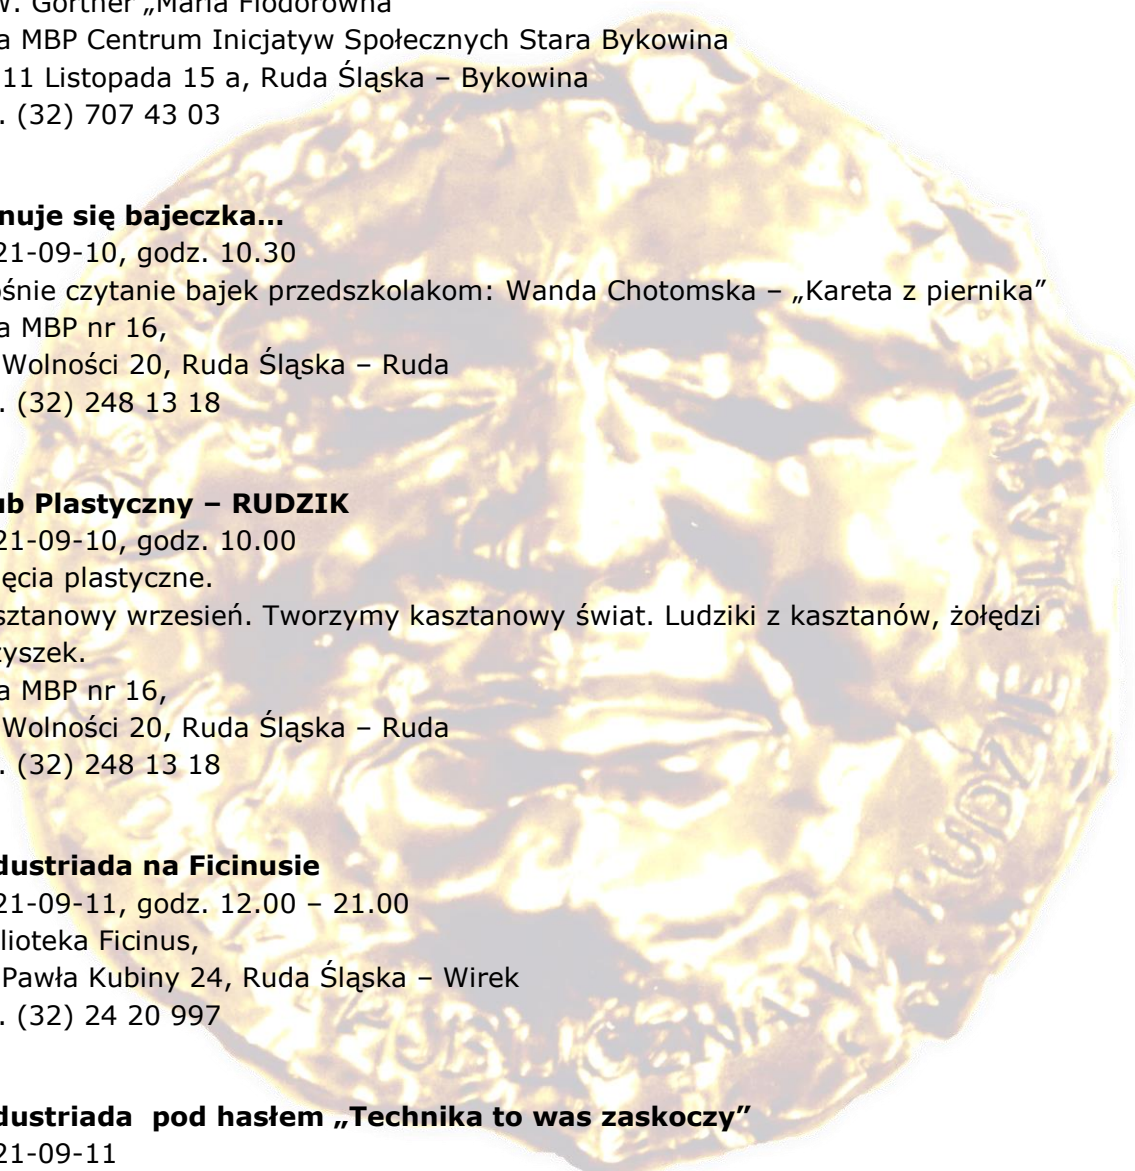 W. Gortner „Maria Fiodorowna”
a MBP Centrum Inicjatyw Społecznych Stara Bykowina
11 Listopada 15 a, Ruda Śląska – Bykowina
. (32) 707 43 03
nuje się bajeczka…
21-09-10, godz. 10.30
ośnie czytanie bajek przedszkolakom: Wanda Chotomska – „Kareta z piernika”
a MBP nr 16,
Wolności 20, Ruda Śląska – Ruda
. (32) 248 13 18
ub Plastyczny – RUDZIK
21-09-10, godz. 10.00
ęcia plastyczne.
sztanowy wrzesień. Tworzymy kasztanowy świat. Ludziki z kasztanów, żołędzi
zyszek.
a MBP nr 16,
Wolności 20, Ruda Śląska – Ruda
. (32) 248 13 18
dustriada na Ficinusie
21-09-11, godz. 12.00 – 21.00
lioteka Ficinus,
Pawła Kubiny 24, Ruda Śląska – Wirek
. (32) 24 20 997
dustriada  pod hasłem „Technika to was zaskoczy”
21-09-11
PUBLICZNA W RUDZIE